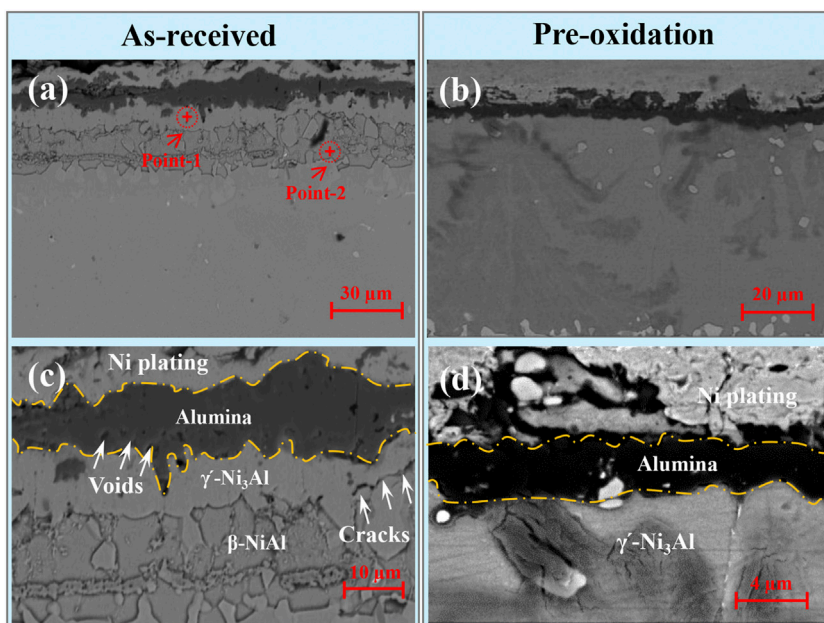 As-received
Pre-oxidation
(a)
Point-1
Point-2
30 μm
(b)
20 μm
Ni plating
(c)
Alumina
Voids
γ′-Ni₃Al
Cracks
β-NiAl
10 μm
(d)
Ni plating
Alumina
γ′-Ni₃Al
4 μm